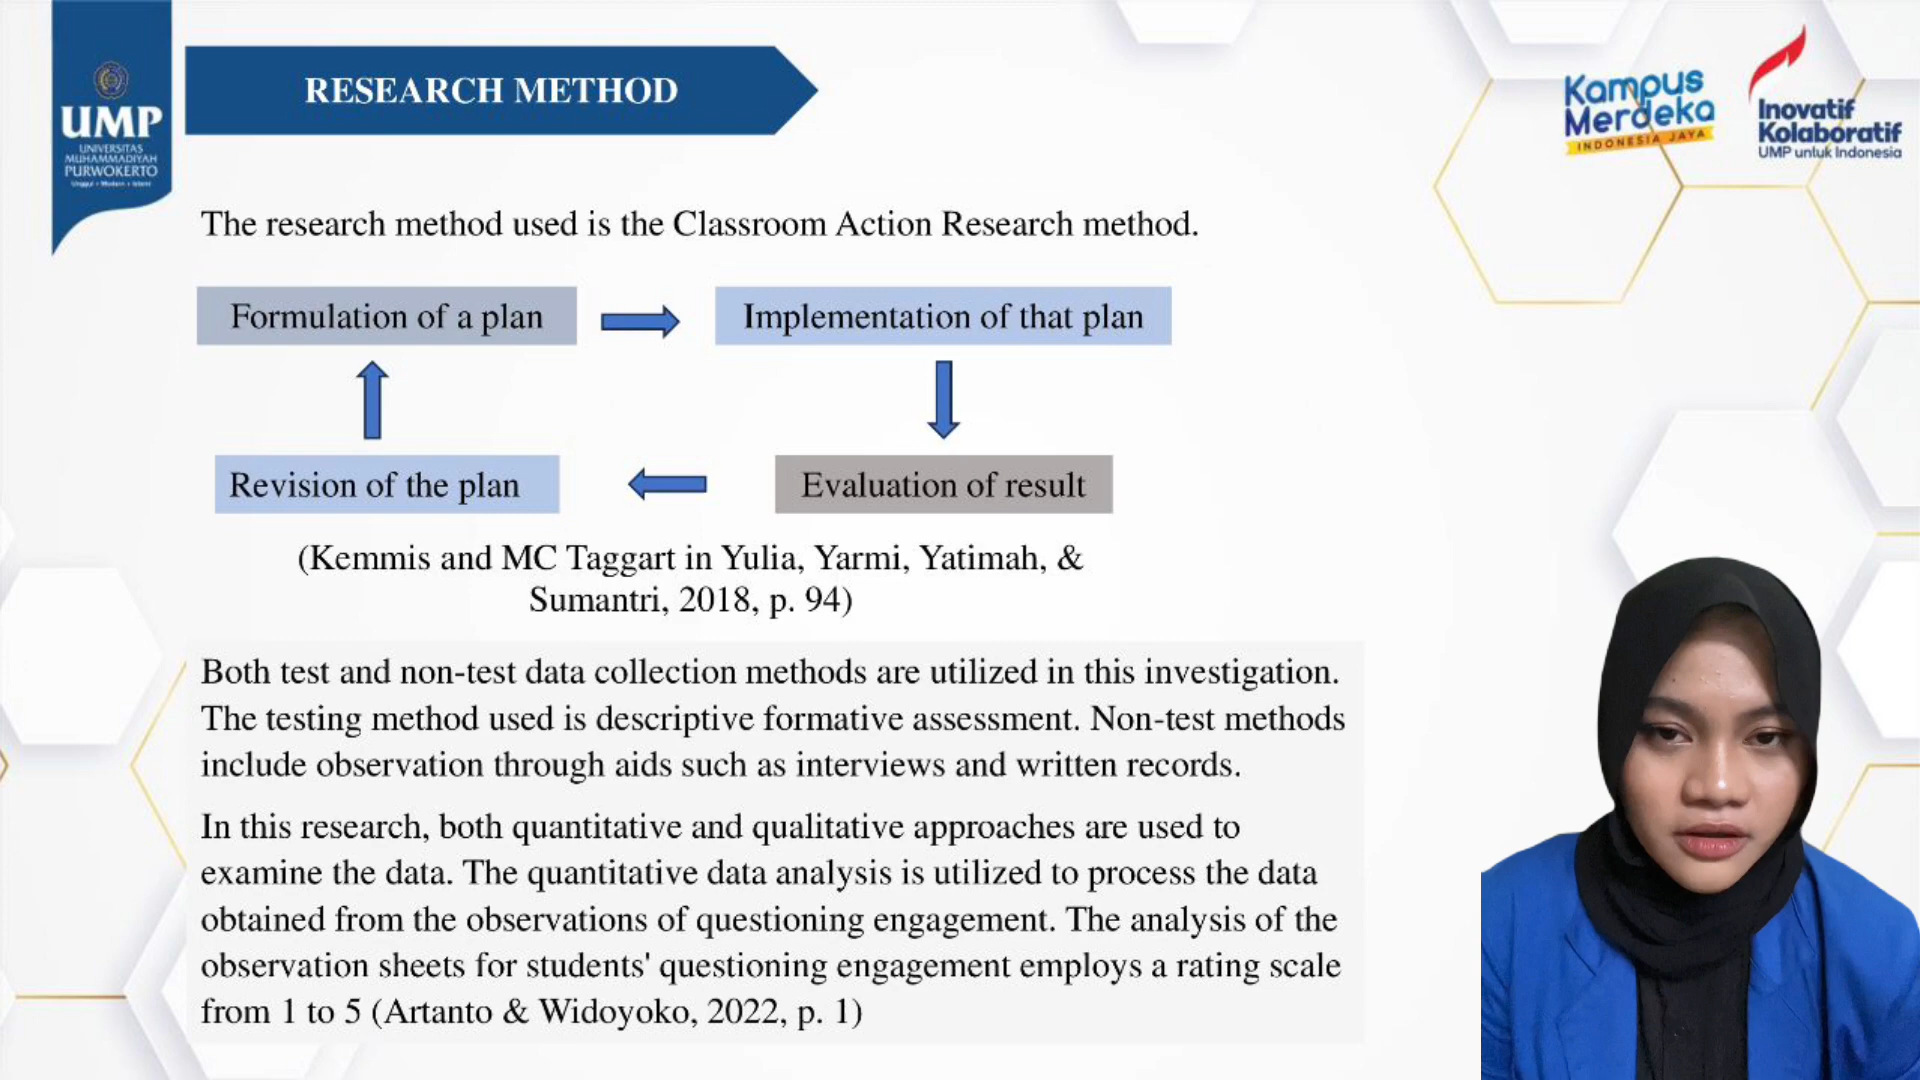 RESEARCH METHOD
UMP
UNIVERSITAS
MUHAMMADIYAH
PURWOKERTO
Unggul • Modern • Islami
Kampus
Merdeka
INDONESIA JAYA
Inovatif
Kolaboratif
UMP untuk Indonesia
The research method used is the Classroom Action Research method.
Formulation of a plan
Implementation of that plan
Revision of the plan
Evaluation of result
(Kemmis and MC Taggart in Yulia, Yarmi, Yatimah, &
Sumantri, 2018, p. 94)
Both test and non-test data collection methods are utilized in this investigation.
The testing method used is descriptive formative assessment. Non-test methods
include observation through aids such as interviews and written records.
In this research, both quantitative and qualitative approaches are used to
examine the data. The quantitative data analysis is utilized to process the data
obtained from the observations of questioning engagement. The analysis of the
observation sheets for students' questioning engagement employs a rating scale
from 1 to 5 (Artanto & Widoyoko, 2022, p. 1)